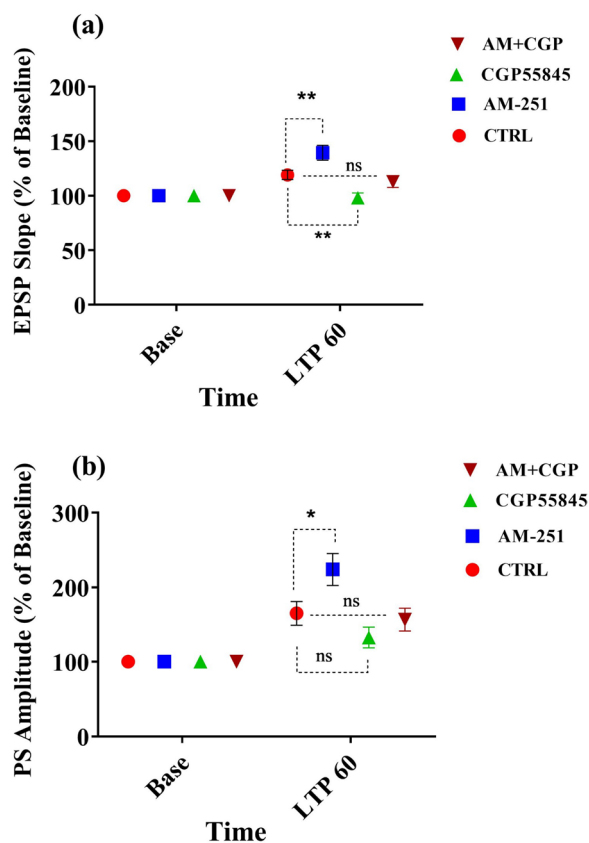 (a)
AM+CGP
CGP55845
AM-251
CTRL
EPSP Slope (% of Baseline)
200
150
100
50
0
**
ns
**
Base
LTP 60
Time
(b)
AM+CGP
CGP55845
AM-251
CTRL
PS Amplitude (% of Baseline)
300
200
100
0
*
ns
ns
Base
LTP 60
Time